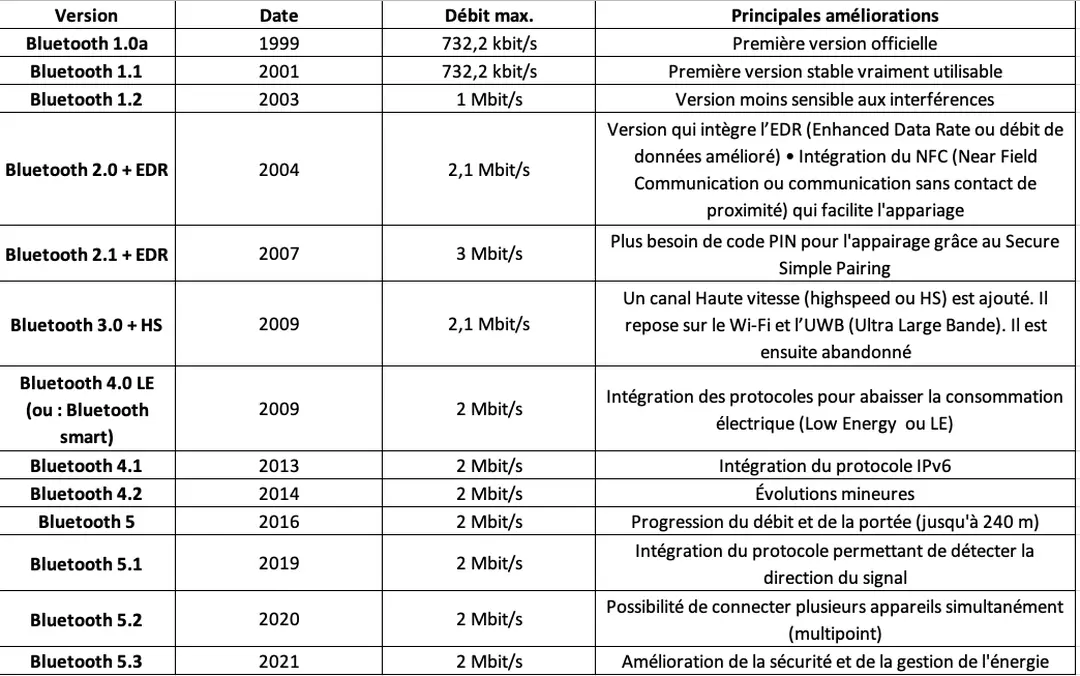 Version Date Débit max. Principales améliorations
Bluetooth 1.0a 1999 732,2 kbit/s Première version officielle
Bluetooth 1.1 2001 732,2 kbit/s Première version stable vraiment utilisable
Bluetooth 1.2 2003 1 Mbit/s Version moins sensible aux interférences
Bluetooth 2.0 + EDR 2004 2,1 Mbit/s Version qui intègre l’EDR (Enhanced Data Rate ou débit de
données amélioré) • Intégration du NFC (Near Field
Communication ou communication sans contact de
proximité) qui facilite l'appariage
Bluetooth 2.1 + EDR 2007 3 Mbit/s Plus besoin de code PIN pour l'appairage grâce au Secure
Simple Pairing
Bluetooth 3.0 + HS 2009 2,1 Mbit/s Un canal Haute vitesse (highspeed ou HS) est ajouté. Il
repose sur le Wi-Fi et l’UWB (Ultra Large Bande). Il est
ensuite abandonné
Bluetooth 4.0 LE
(ou : Bluetooth
smart) 2009 2 Mbit/s Intégration des protocoles pour abaisser la consommation
électrique (Low Energy ou LE)
Bluetooth 4.1 2013 2 Mbit/s Intégration du protocole IPv6
Bluetooth 4.2 2014 2 Mbit/s Évolutions mineures
Bluetooth 5 2016 2 Mbit/s Progression du débit et de la portée (jusqu'à 240 m)
Bluetooth 5.1 2019 2 Mbit/s Intégration du protocole permettant de détecter la
direction du signal
Bluetooth 5.2 2020 2 Mbit/s Possibilité de connecter plusieurs appareils simultanément
(multipoint)
Bluetooth 5.3 2021 2 Mbit/s Amélioration de la sécurité et de la gestion de l'énergie